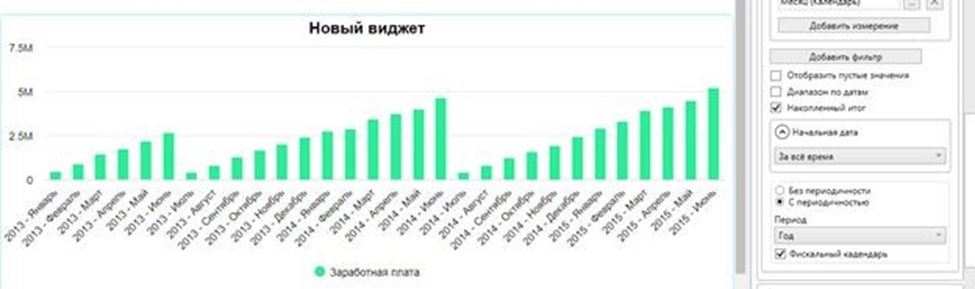 Новый виджет
7.5M
5M
2.5M
0
2013 - Январь
2013 - Февраль
2013 - Март
2013 - Апрель
2013 - Май
2013 - Июнь
2013 - Июль
2013 - Август
2013 - Сентябрь
2013 - Октябрь
2013 - Ноябрь
2013 - Декабрь
2014 - Январь
2014 - Февраль
2014 - Март
2014 - Апрель
2014 - Май
2014 - Июнь
2014 - Июль
2014 - Август
2014 - Сентябрь
2014 - Октябрь
2014 - Ноябрь
2014 - Декабрь
2015 - Январь
2015 - Февраль
2015 - Март
2015 - Апрель
2015 - Май
2015 - Июнь
Заработная плата
Месяц (Календарь)
Добавить измерение
Добавить фильтр
Отобразить пустые значения
Диапазон по датам
Накопленный итог
Начальная дата
За всё время
Без периодичности
С периодичностью
Период
Год
Фискальный календарь